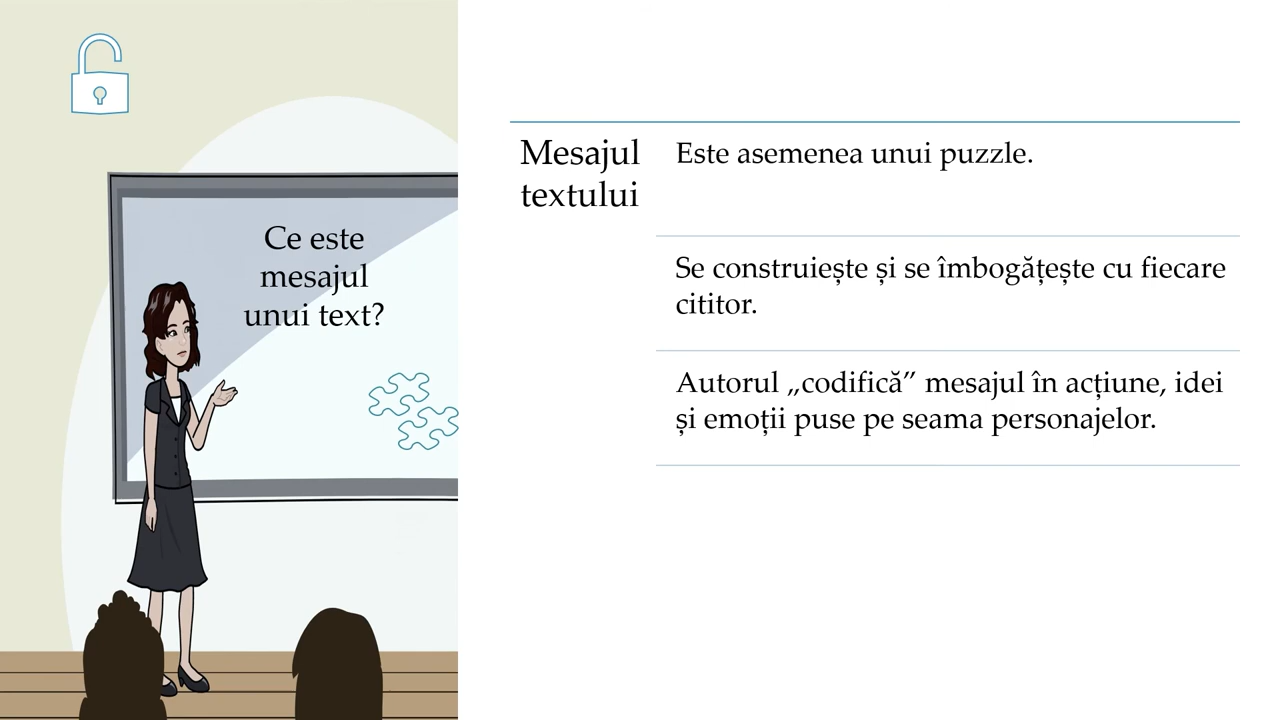 Ce este
mesajul
unui text?
Mesajul
textului
Este asemenea unui puzzle.
Se construiește și se îmbogățește cu fiecare
cititor.
Autorul „codifică” mesajul în acțiune, idei
și emoții puse pe seama personajelor.